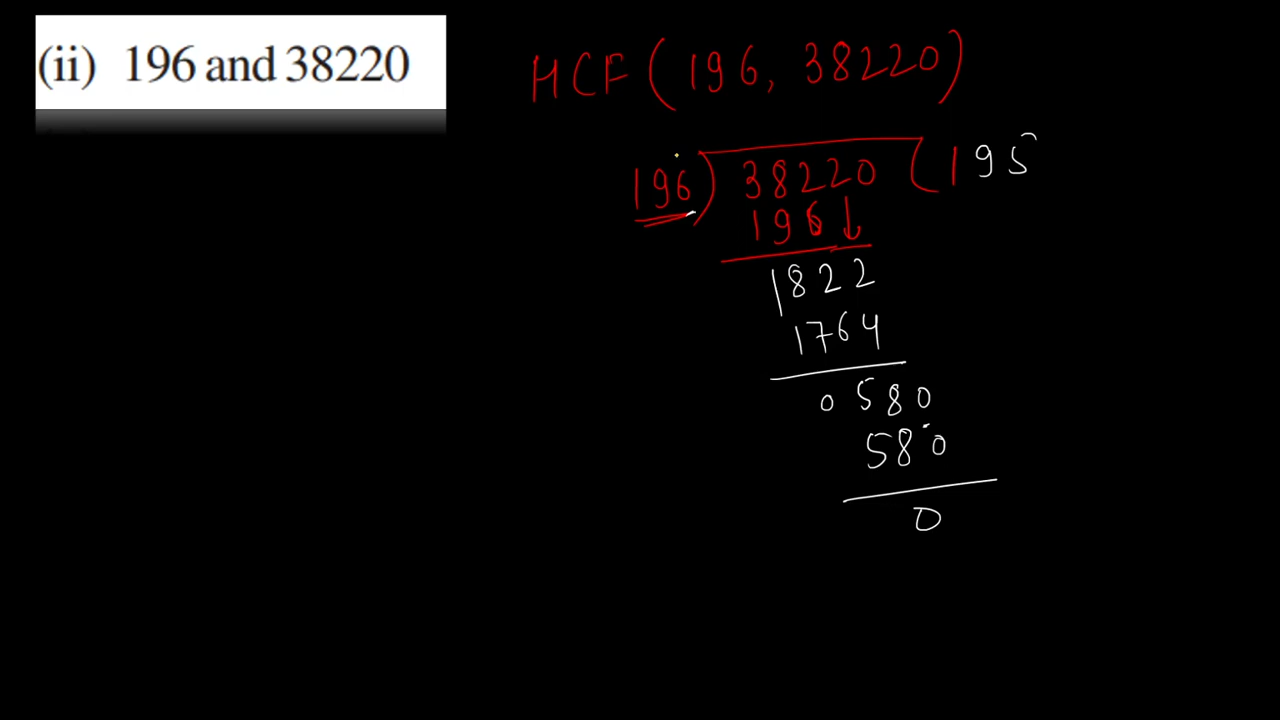 (ii) 196 and 38220
HCF (196, 38220)
196) 38220 (195
196↓
1822
1764
0580
580
0